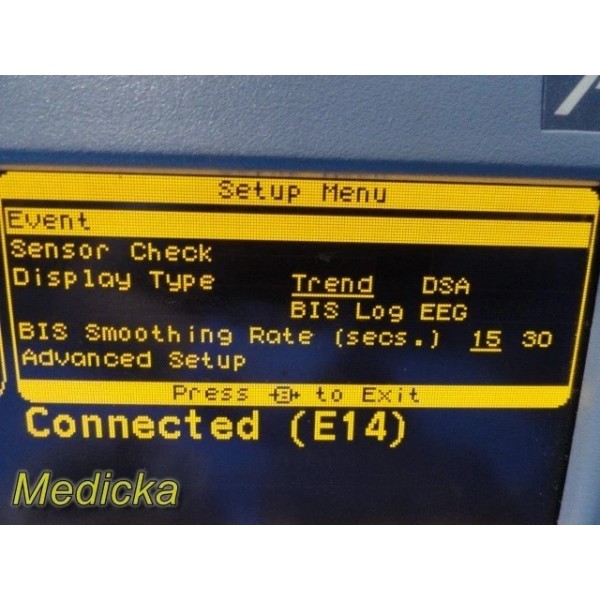 Setup Menu
Event
Sensor Check
Display Type Trend DSA
BIS Log EEG
BIS Smoothing Rate (secs.) 15 30
Advanced Setup
Press to Exit
Connected (E14)
Medicka